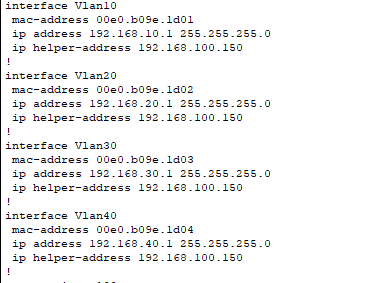 interface Vlan10
 mac-address 00e0.b09e.1d01
 ip address 192.168.10.1 255.255.255.0
 ip helper-address 192.168.100.150
!
interface Vlan20
 mac-address 00e0.b09e.1d02
 ip address 192.168.20.1 255.255.255.0
 ip helper-address 192.168.100.150
!
interface Vlan30
 mac-address 00e0.b09e.1d03
 ip address 192.168.30.1 255.255.255.0
 ip helper-address 192.168.100.150
!
interface Vlan40
 mac-address 00e0.b09e.1d04
 ip address 192.168.40.1 255.255.255.0
 ip helper-address 192.168.100.150
!